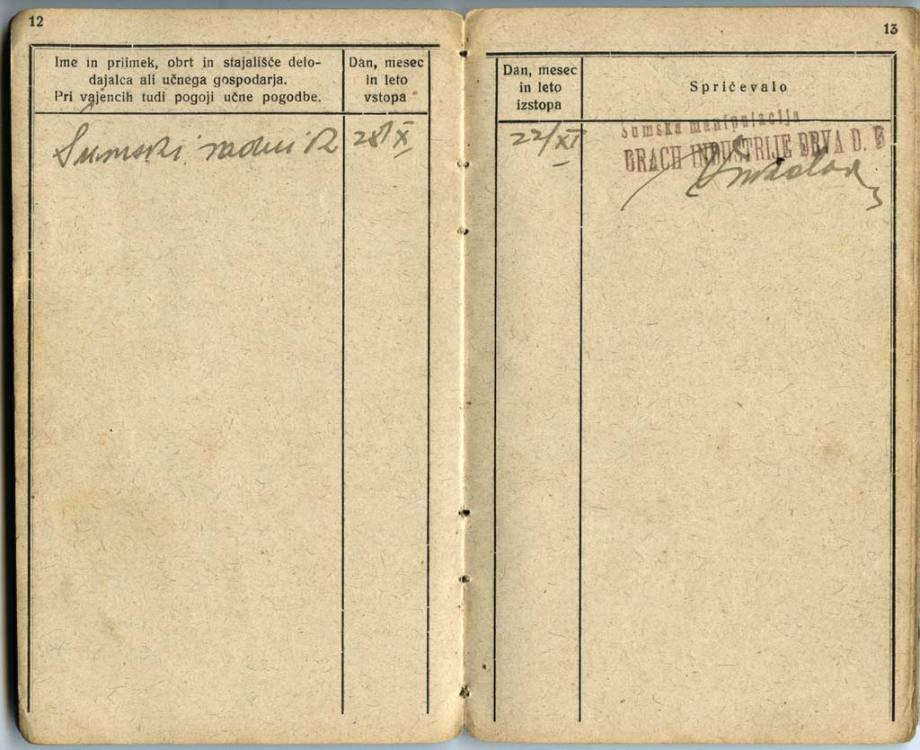 12
Ime in priimek, obrt in stajališče delo-
dajalca ali učnega gospodarja.
Pri vajencih tudi pogoji učne pogodbe.
Dan, mesec
in leto
vstopa
Sumski radnik
28/X
13
Dan, mesec
in leto
izstopa
Spričevalo
22/XI
Šumska manipulacija
DRACH INDUSTRIJE DRVA D. D